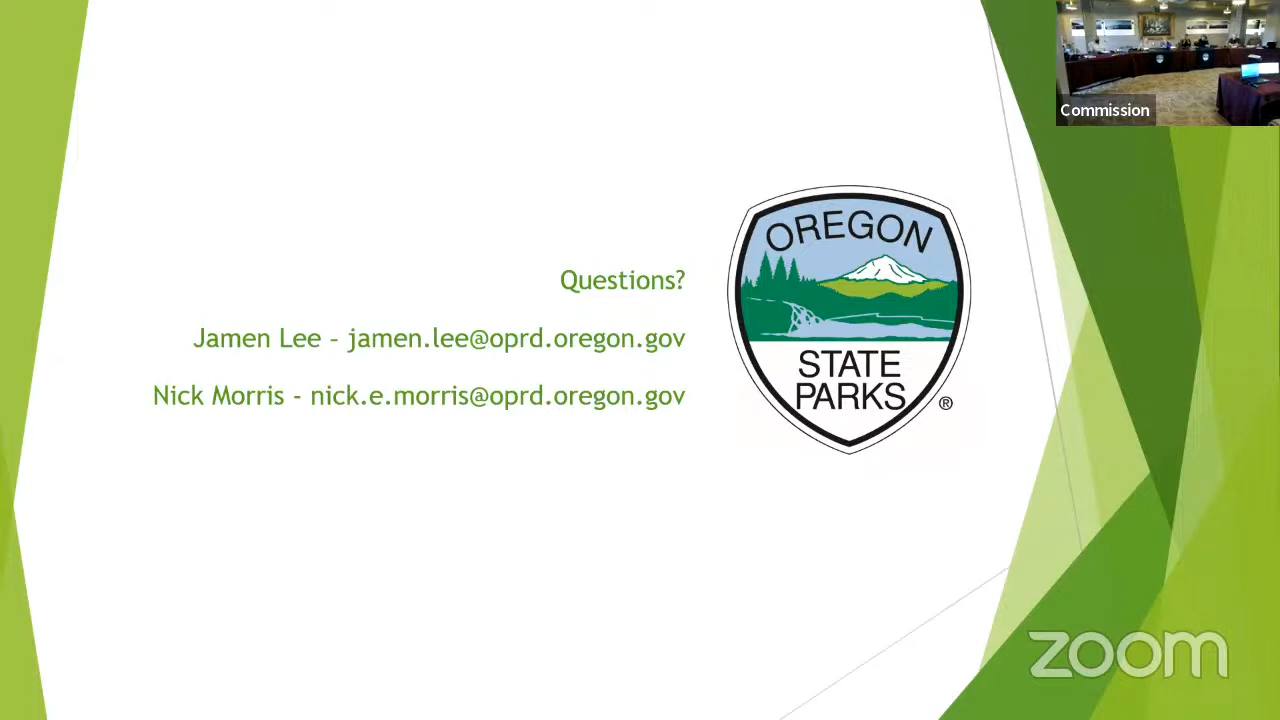 Commission
OREGON
Questions?
Jamen Lee – jamen.lee@oprd.oregon.gov
STATE
PARKS
®
Nick Morris - nick.e.morris@oprd.oregon.gov
zoom